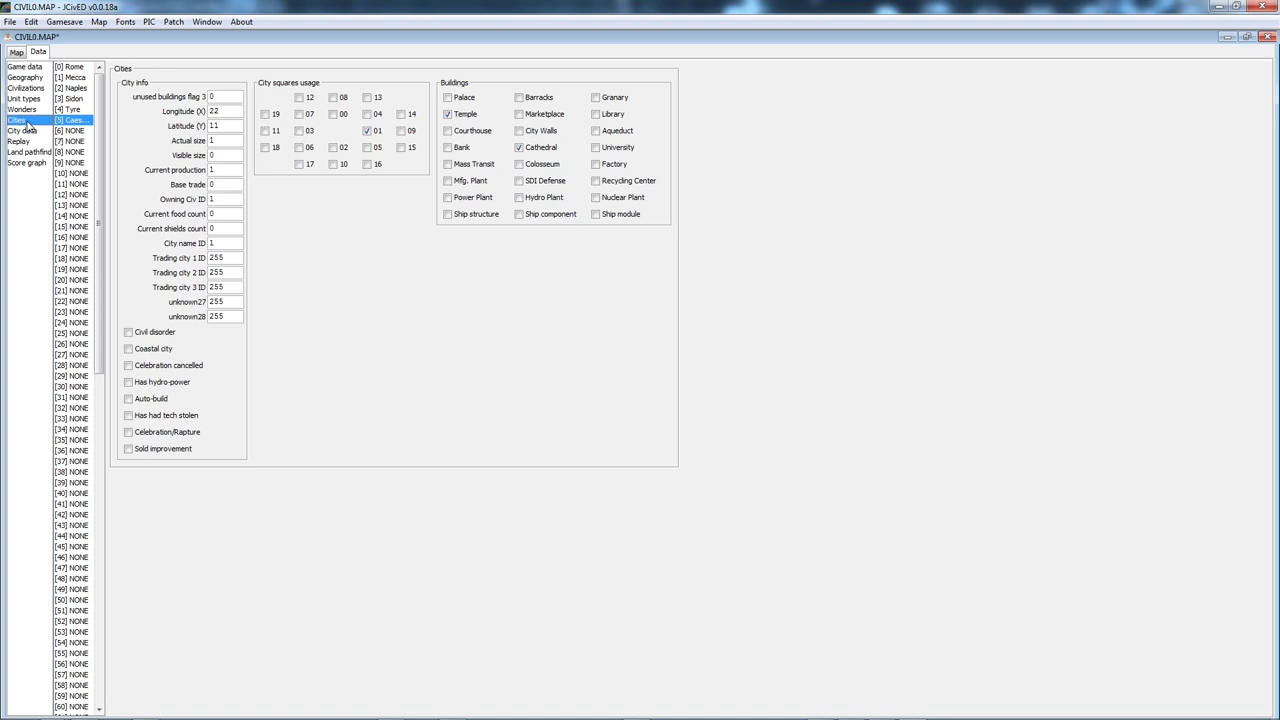 CIVIL0.MAP - JCivED v0.0.18a
File Edit Gamesave Map Fonts PIC Patch Window About
CIVIL0.MAP*
Map Data
Game data
Geography
Civilizations
Unit types
Wonders
Cities
City da
Replay
Land pathfind
Score graph
[0] Rome
[1] Mecca
[2] Naples
[3] Sidon
[4] Tyre
[5] Caes...
[6] NONE
[7] NONE
[8] NONE
[9] NONE
[10] NONE
[11] NONE
[12] NONE
[13] NONE
[14] NONE
[15] NONE
[16] NONE
[17] NONE
[18] NONE
[19] NONE
[20] NONE
[21] NONE
[22] NONE
[23] NONE
[24] NONE
[25] NONE
[26] NONE
[27] NONE
[28] NONE
[29] NONE
[30] NONE
[31] NONE
[32] NONE
[33] NONE
[34] NONE
[35] NONE
[36] NONE
[37] NONE
[38] NONE
[39] NONE
[40] NONE
[41] NONE
[42] NONE
[43] NONE
[44] NONE
[45] NONE
[46] NONE
[47] NONE
[48] NONE
[49] NONE
[50] NONE
[51] NONE
[52] NONE
[53] NONE
[54] NONE
[55] NONE
[56] NONE
[57] NONE
[58] NONE
[59] NONE
[60] NONE
Cities
City info
unused buildings flag 3 0
Longitude (X) 22
Latitude (Y) 11
Actual size 1
Visible size 0
Current production 1
Base trade 0
Owning Civ ID 1
Current food count 0
Current shields count 0
City name ID 1
Trading city 1 ID 255
Trading city 2 ID 255
Trading city 3 ID 255
unknown27 255
unknown28 255
Civil disorder
Coastal city
Celebration cancelled
Has hydro-power
Auto-build
Has had tech stolen
Celebration/Rapture
Sold improvement
City squares usage
12 08 13
19 07 00 04 14
11 03 01 09
18 06 02 05 15
17 10 16
Buildings
Palace Barracks Granary
Temple Marketplace Library
Courthouse City Walls Aqueduct
Bank Cathedral University
Mass Transit Colosseum Factory
Mfg. Plant SDI Defense Recycling Center
Power Plant Hydro Plant Nuclear Plant
Ship structure Ship component Ship module